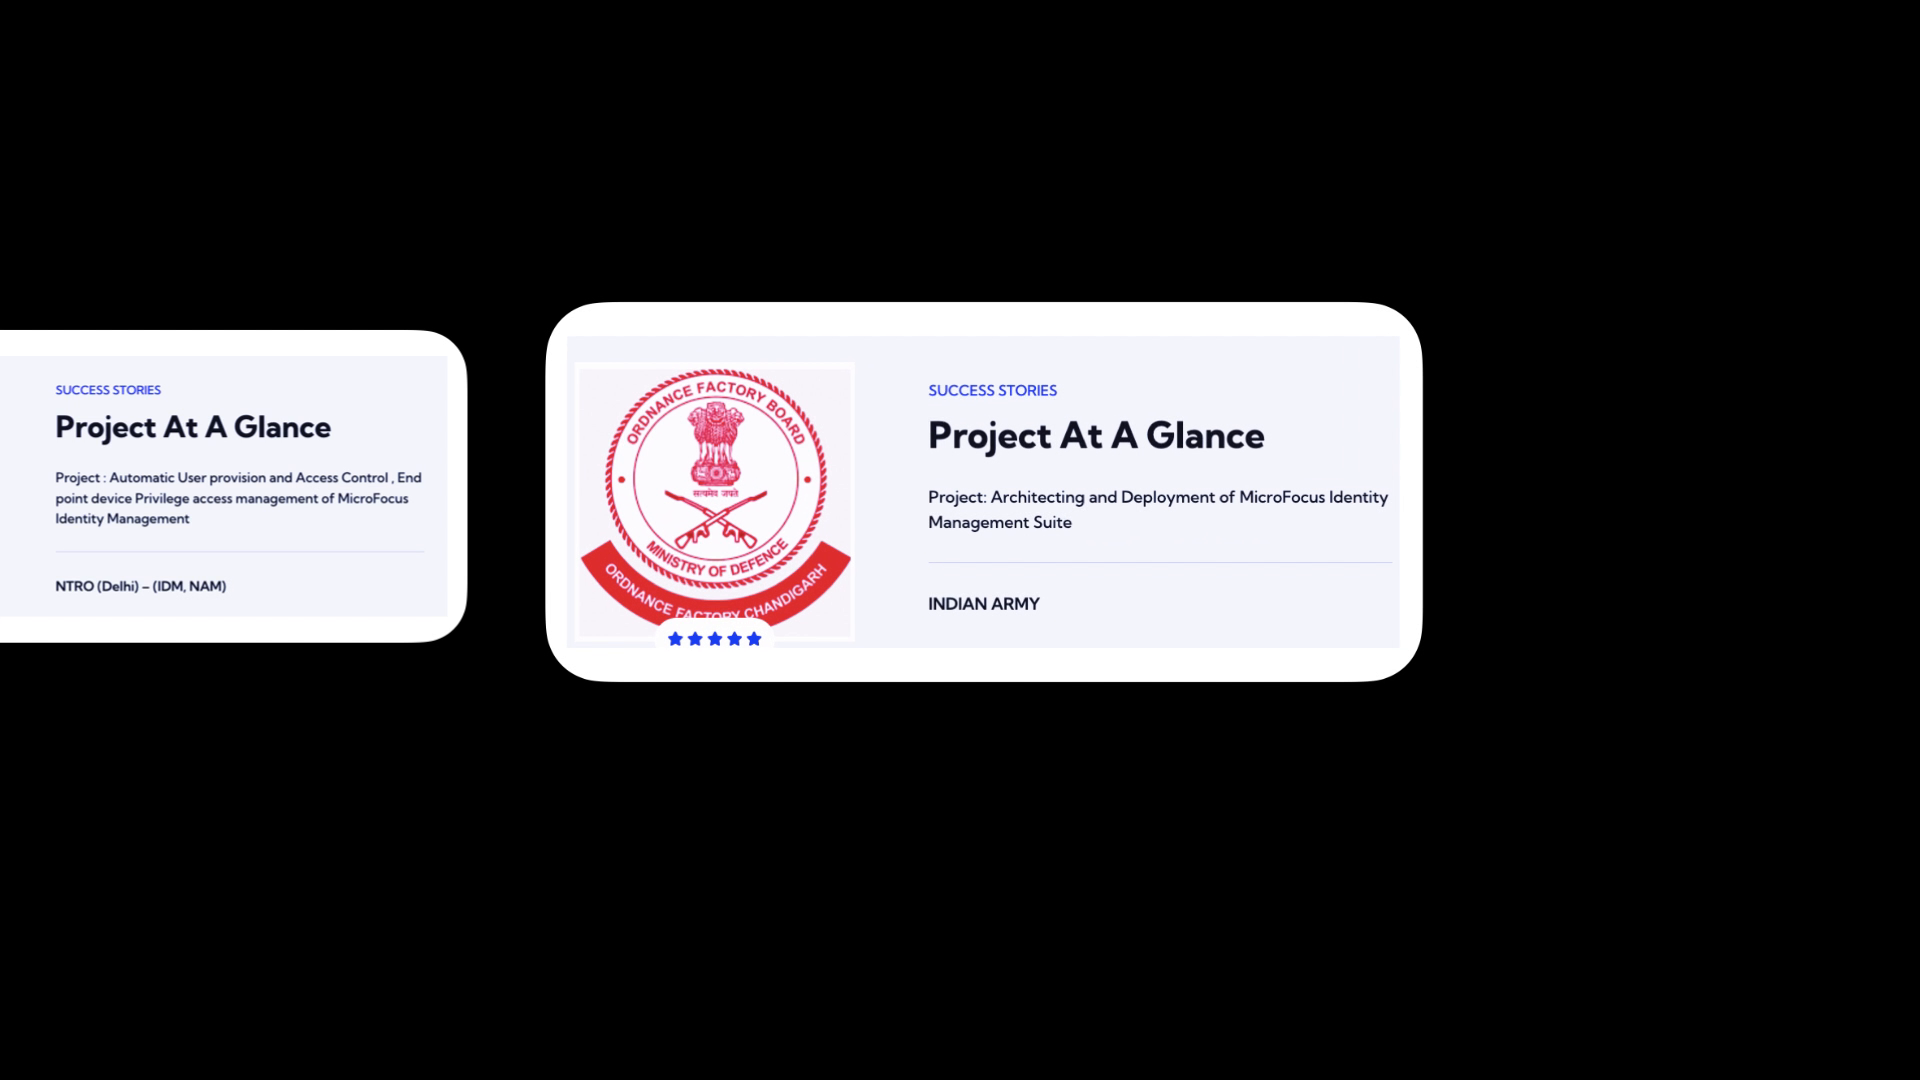 SUCCESS STORIES
Project At A Glance
Project : Automatic User provision and Access Control , End
point device Privilege access management of MicroFocus
Identity Management
NTRO (Delhi) – (IDM, NAM)
ORDNANCE FACTORY BOARD
सत्यमेव जयते
MINISTRY OF DEFENCE
ORDNANCE FACTORY CHANDIGARH
SUCCESS STORIES
Project At A Glance
Project: Architecting and Deployment of MicroFocus Identity
Management Suite
INDIAN ARMY